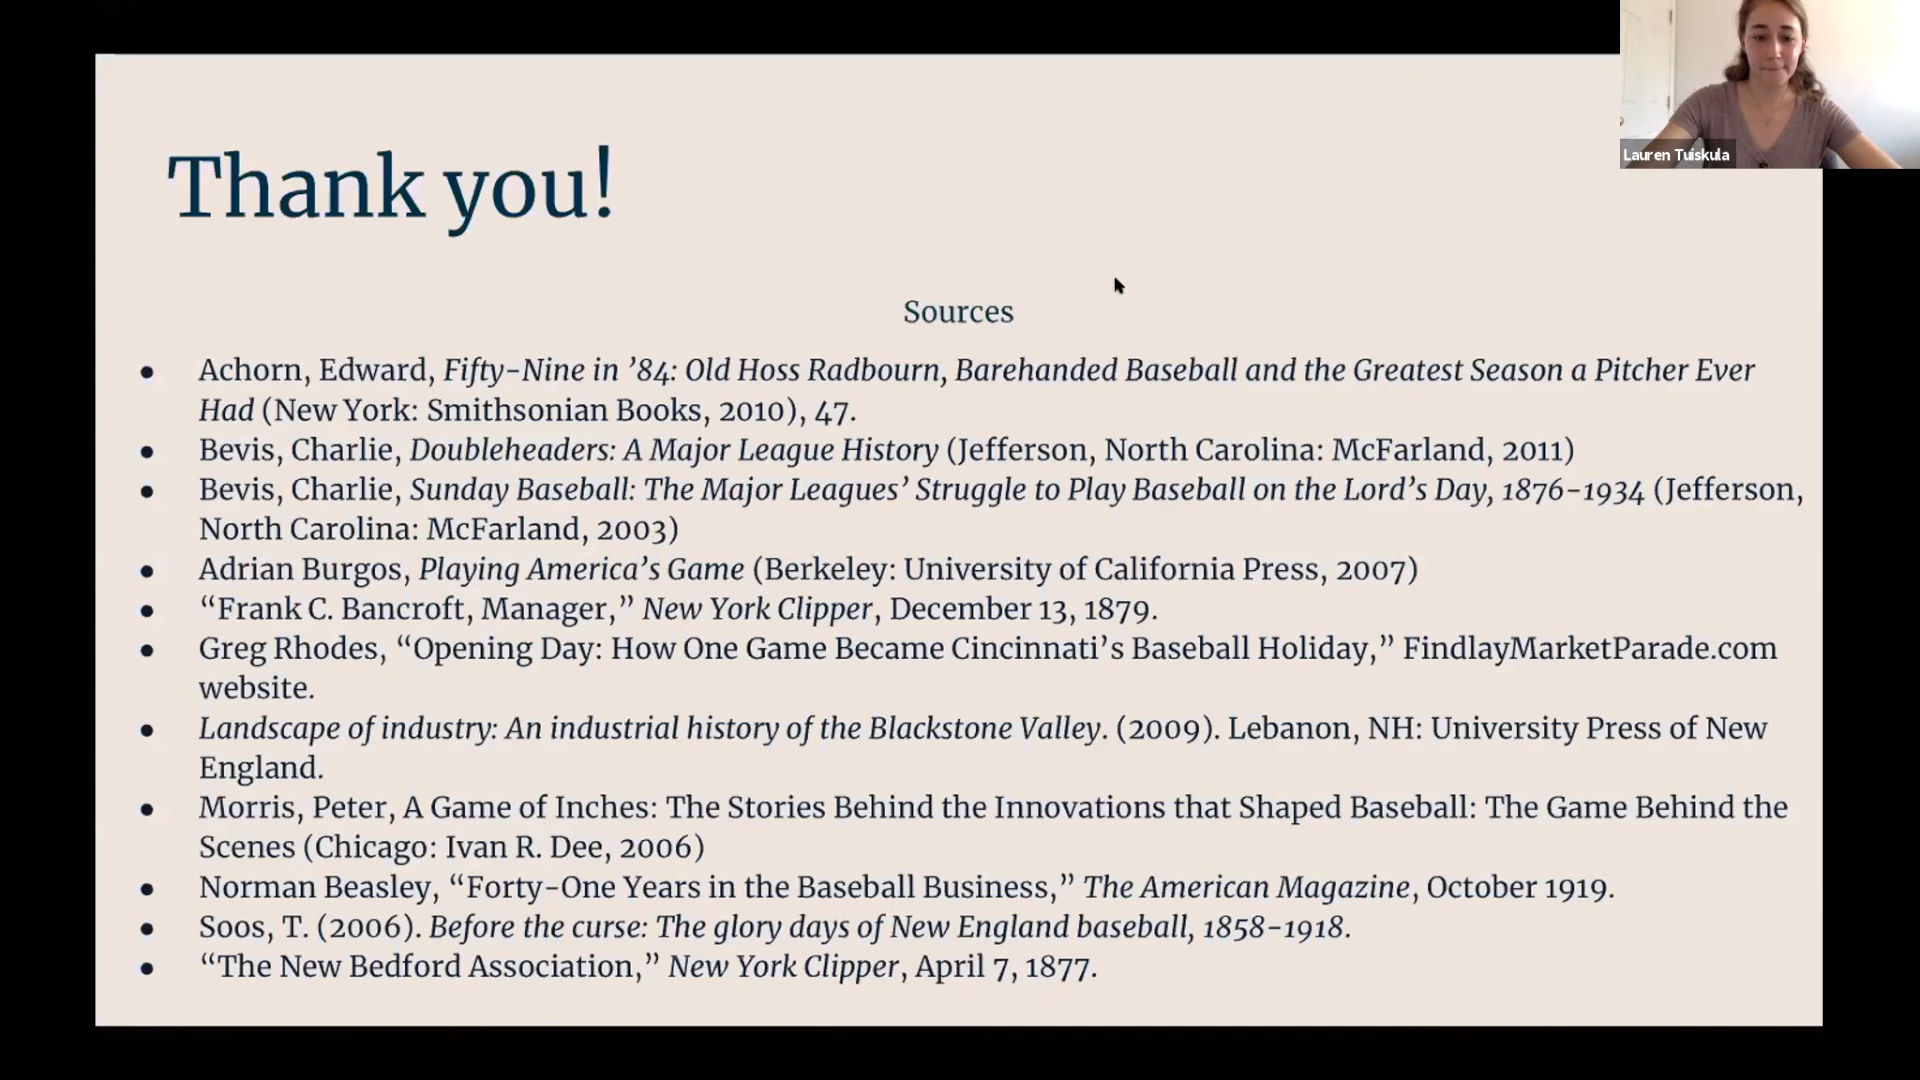 Lauren Tuiskula
Thank you!
Sources
● Achorn, Edward, Fifty-Nine in ’84: Old Hoss Radbourn, Barehanded Baseball and the Greatest Season a Pitcher Ever
Had (New York: Smithsonian Books, 2010), 47.
● Bevis, Charlie, Doubleheaders: A Major League History (Jefferson, North Carolina: McFarland, 2011)
● Bevis, Charlie, Sunday Baseball: The Major Leagues’ Struggle to Play Baseball on the Lord’s Day, 1876-1934 (Jefferson,
North Carolina: McFarland, 2003)
● Adrian Burgos, Playing America’s Game (Berkeley: University of California Press, 2007)
● “Frank C. Bancroft, Manager,” New York Clipper, December 13, 1879.
● Greg Rhodes, “Opening Day: How One Game Became Cincinnati’s Baseball Holiday,” FindlayMarketParade.com
website.
● Landscape of industry: An industrial history of the Blackstone Valley. (2009). Lebanon, NH: University Press of New
England.
● Morris, Peter, A Game of Inches: The Stories Behind the Innovations that Shaped Baseball: The Game Behind the
Scenes (Chicago: Ivan R. Dee, 2006)
● Norman Beasley, “Forty-One Years in the Baseball Business,” The American Magazine, October 1919.
● Soos, T. (2006). Before the curse: The glory days of New England baseball, 1858-1918.
● “The New Bedford Association,” New York Clipper, April 7, 1877.